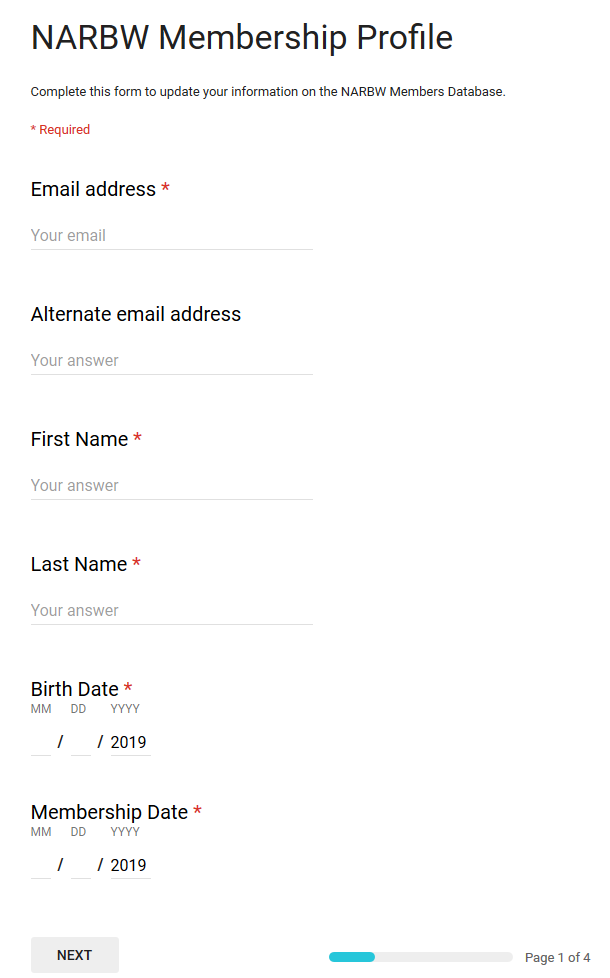 NARBW Membership Profile
Complete this form to update your information on the NARBW Members Database.
* Required
Email address *
Your email
Alternate email address
Your answer
First Name *
Your answer
Last Name *
Your answer
Birth Date *
MM DD YYYY
/ / 2019
Membership Date *
MM DD YYYY
/ / 2019
NEXT Page 1 of 4